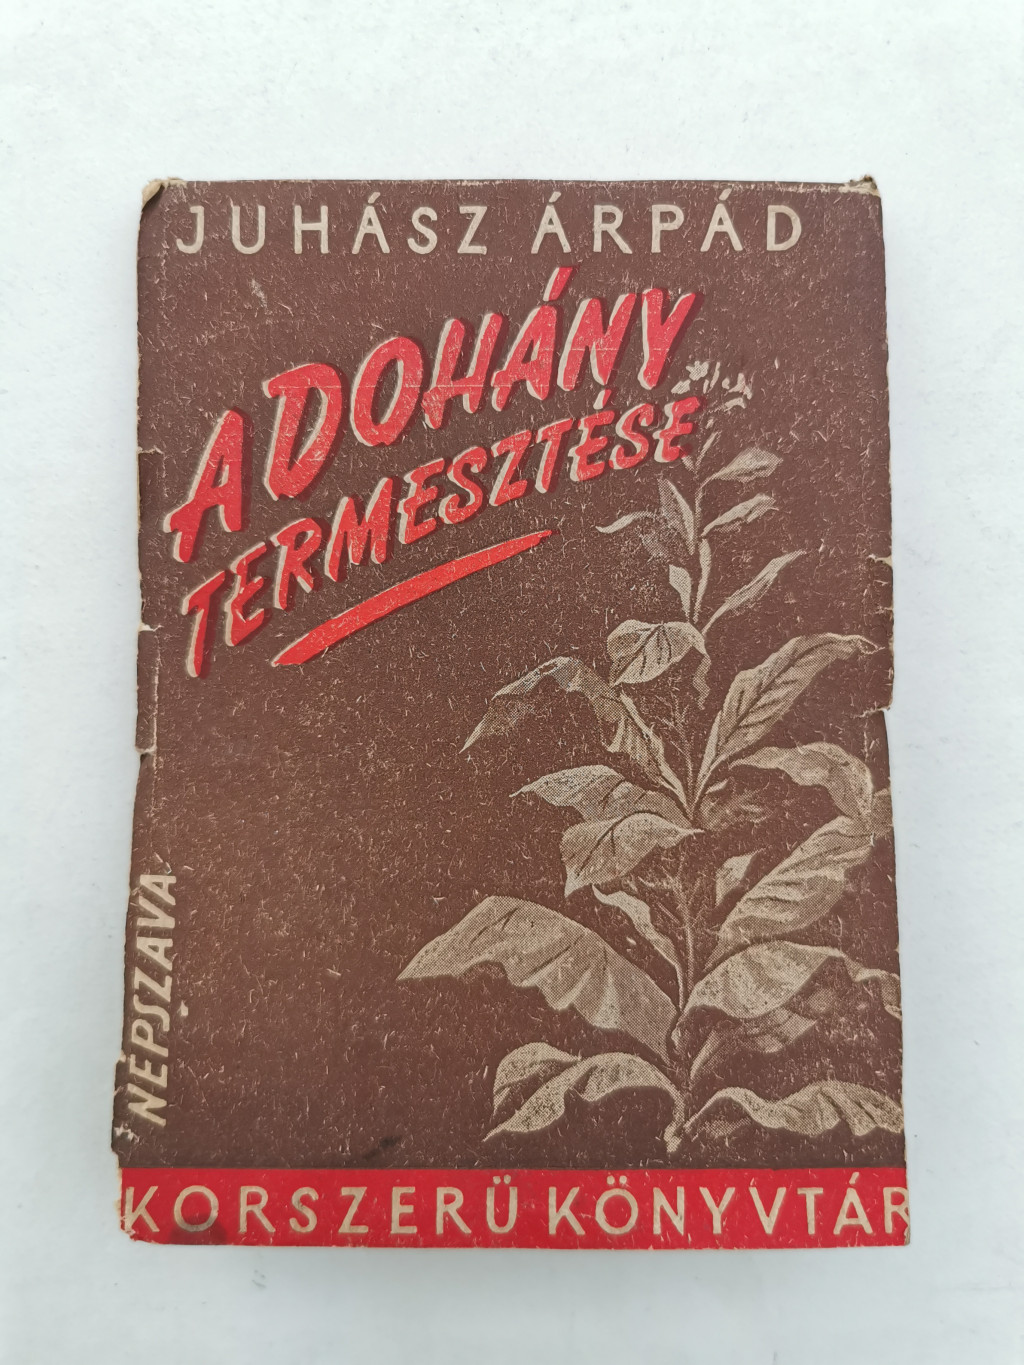 JUHÁSZ ÁRPÁD
A DOHÁNY
TERMESZTÉSE
NÉPSZAVA
KORSZERŰ KÖNYVTÁR